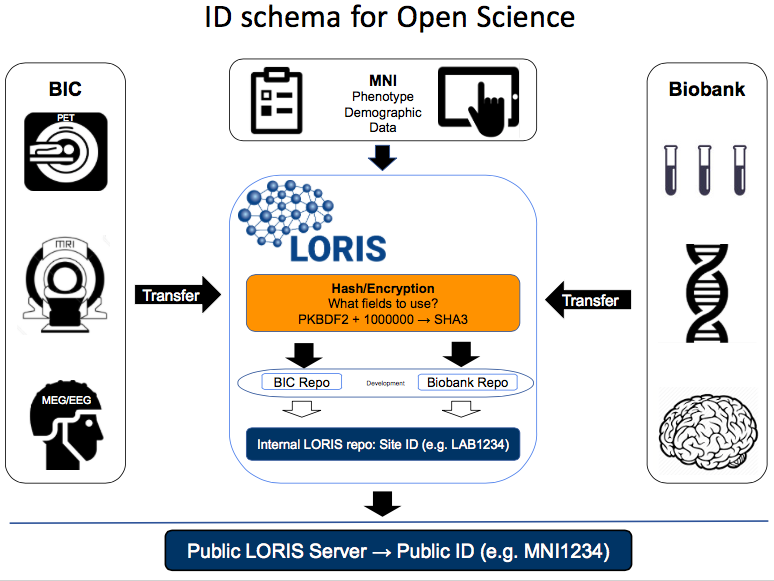 ID schema for Open Science
BIC
PET
MRI
MEG/EEG
MNI
Phenotype
Demographic
Data
Biobank
Transfer
Transfer
LORIS
Hash/Encryption
What fields to use?
PKBDF2 + 1000000 → SHA3
BIC Repo
Development
Biobank Repo
Internal LORIS repo: Site ID (e.g. LAB1234)
Public LORIS Server → Public ID (e.g. MNI1234)